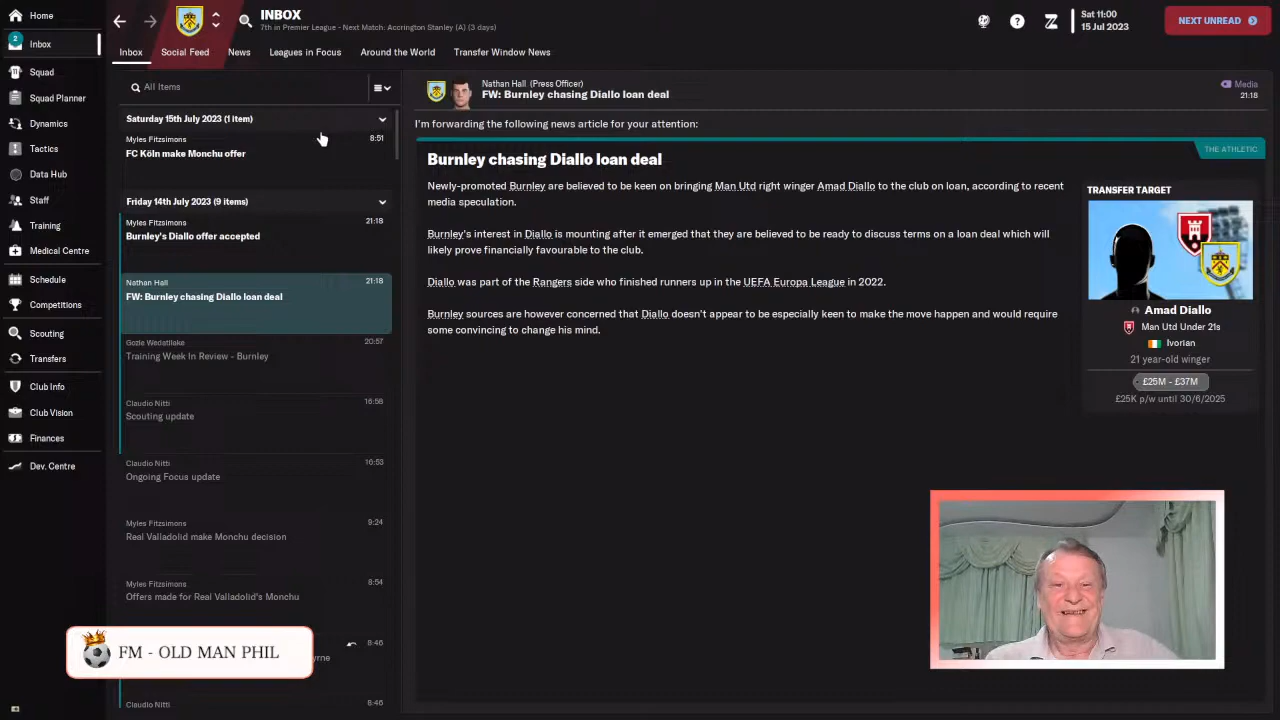 Home
INBOX
7th in Premier League - Next Match: Accrington Stanley (A) (3 days)
Sat 11:00
15 Jul 2023
NEXT UNREAD
2
Inbox
Squad
Squad Planner
Dynamics
Tactics
Data Hub
Staff
Training
Medical Centre
Schedule
Competitions
Scouting
Transfers
Club Info
Club Vision
Finances
Dev. Centre
Inbox
Social Feed
News
Leagues in Focus
Around the World
Transfer Window News
All Items
Saturday 15th July 2023 (1 item)
Myles Fitzsimons
8:51
FC Köln make Monchu offer
Friday 14th July 2023 (9 items)
Myles Fitzsimons
21:18
Burnley's Diallo offer accepted
Nathan Hall
21:18
FW: Burnley chasing Diallo loan deal
20:57
Training Week In Review - Burnley
Claudio Nitti
16:58
Scouting update
Claudio Nitti
16:53
Ongoing Focus update
Myles Fitzsimons
9:24
Real Valladolid make Monchu decision
Myles Fitzsimons
8:54
Offers made for Real Valladolid's Monchu
8:46
Claudio Nitti
8:46
Nathan Hall (Press Officer)
FW: Burnley chasing Diallo loan deal
Media
21:18
I'm forwarding the following news article for your attention:
THE ATHLETIC
Burnley chasing Diallo loan deal
Newly-promoted Burnley are believed to be keen on bringing Man Utd right winger Amad Diallo to the club on loan, according to recent
media speculation.
Burnley's interest in Diallo is mounting after it emerged that they are believed to be ready to discuss terms on a loan deal which will
likely prove financially favourable to the club.
Diallo was part of the Rangers side who finished runners up in the UEFA Europa League in 2022.
Burnley sources are however concerned that Diallo doesn't appear to be especially keen to make the move happen and would require
some convincing to change his mind.
TRANSFER TARGET
Amad Diallo
Man Utd Under 21s
Ivorian
21 year-old winger
£25M - £37M
£25K p/w until 30/6/2025
FM - OLD MAN PHIL